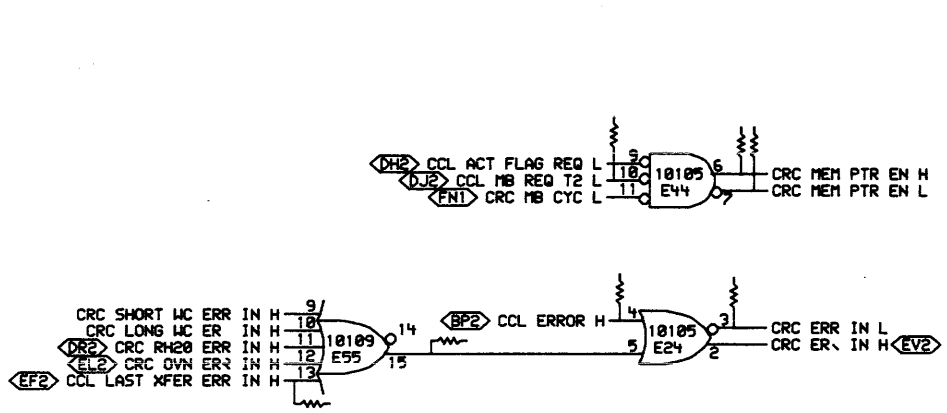 9
DH2 CCL ACT FLAG REQ L
10
DJ2 CCL MB REQ T2 L
11
FN1 CRC MB CYC L
10105
E44
6
CRC MEM PTR EN H
7
CRC MEM PTR EN L
9
CRC SHORT WC ERR IN H
10
CRC LONG WC ER IN H
11
DR2 CRC RH20 ERR IN H
12
EL2 CRC OVN ERR IN H
13
EF2 CCL LAST XFER ERR IN H
10109
E55
14
15
BP2 CCL ERROR H
4
5
10105
E24
3
CRC ERR IN L
2
CRC ER IN H EV2